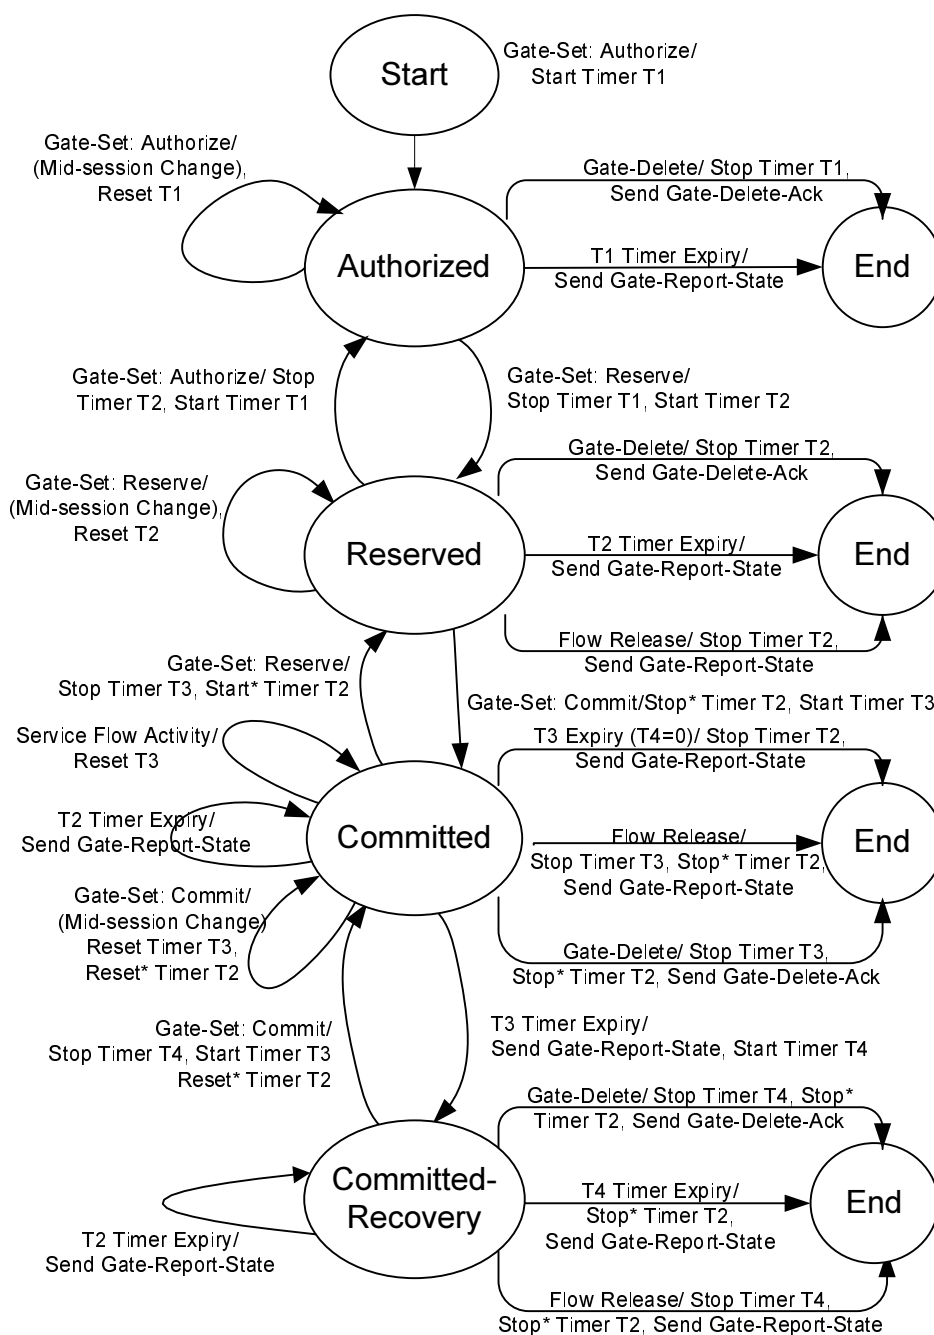 Start
Gate-Set: Authorize/
Start Timer T1
Gate-Set: Authorize/
(Mid-session Change),
Reset T1
Gate-Delete/ Stop Timer T1,
Send Gate-Delete-Ack
Authorized
T1 Timer Expiry/
Send Gate-Report-State
End
Gate-Set: Authorize/ Stop
Timer T2, Start Timer T1
Gate-Set: Reserve/
Stop Timer T1, Start Timer T2
Gate-Set: Reserve/
(Mid-session Change),
Reset T2
Gate-Delete/ Stop Timer T2,
Send Gate-Delete-Ack
Reserved
T2 Timer Expiry/
Send Gate-Report-State
End
Flow Release/ Stop Timer T2,
Send Gate-Report-State
Gate-Set: Reserve/
Stop Timer T3, Start* Timer T2
Gate-Set: Commit/Stop* Timer T2, Start Timer T3
Service Flow Activity/
Reset T3
T3 Expiry (T4=0)/ Stop Timer T2,
Send Gate-Report-State
T2 Timer Expiry/
Send Gate-Report-State
Committed
Flow Release/
Stop Timer T3, Stop* Timer T2,
Send Gate-Report-State
End
Gate-Set: Commit/
(Mid-session Change)
Reset Timer T3,
Reset* Timer T2
Gate-Delete/ Stop Timer T3,
Stop* Timer T2, Send Gate-Delete-Ack
Gate-Set: Commit/
Stop Timer T4, Start Timer T3
Reset* Timer T2
T3 Timer Expiry/
Send Gate-Report-State, Start Timer T4
Gate-Delete/ Stop Timer T4, Stop*
Timer T2, Send Gate-Delete-Ack
Committed-
Recovery
T4 Timer Expiry/
Stop* Timer T2,
Send Gate-Report-State
End
T2 Timer Expiry/
Send Gate-Report-State
Flow Release/ Stop Timer T4,
Stop* Timer T2, Send Gate-Report-State